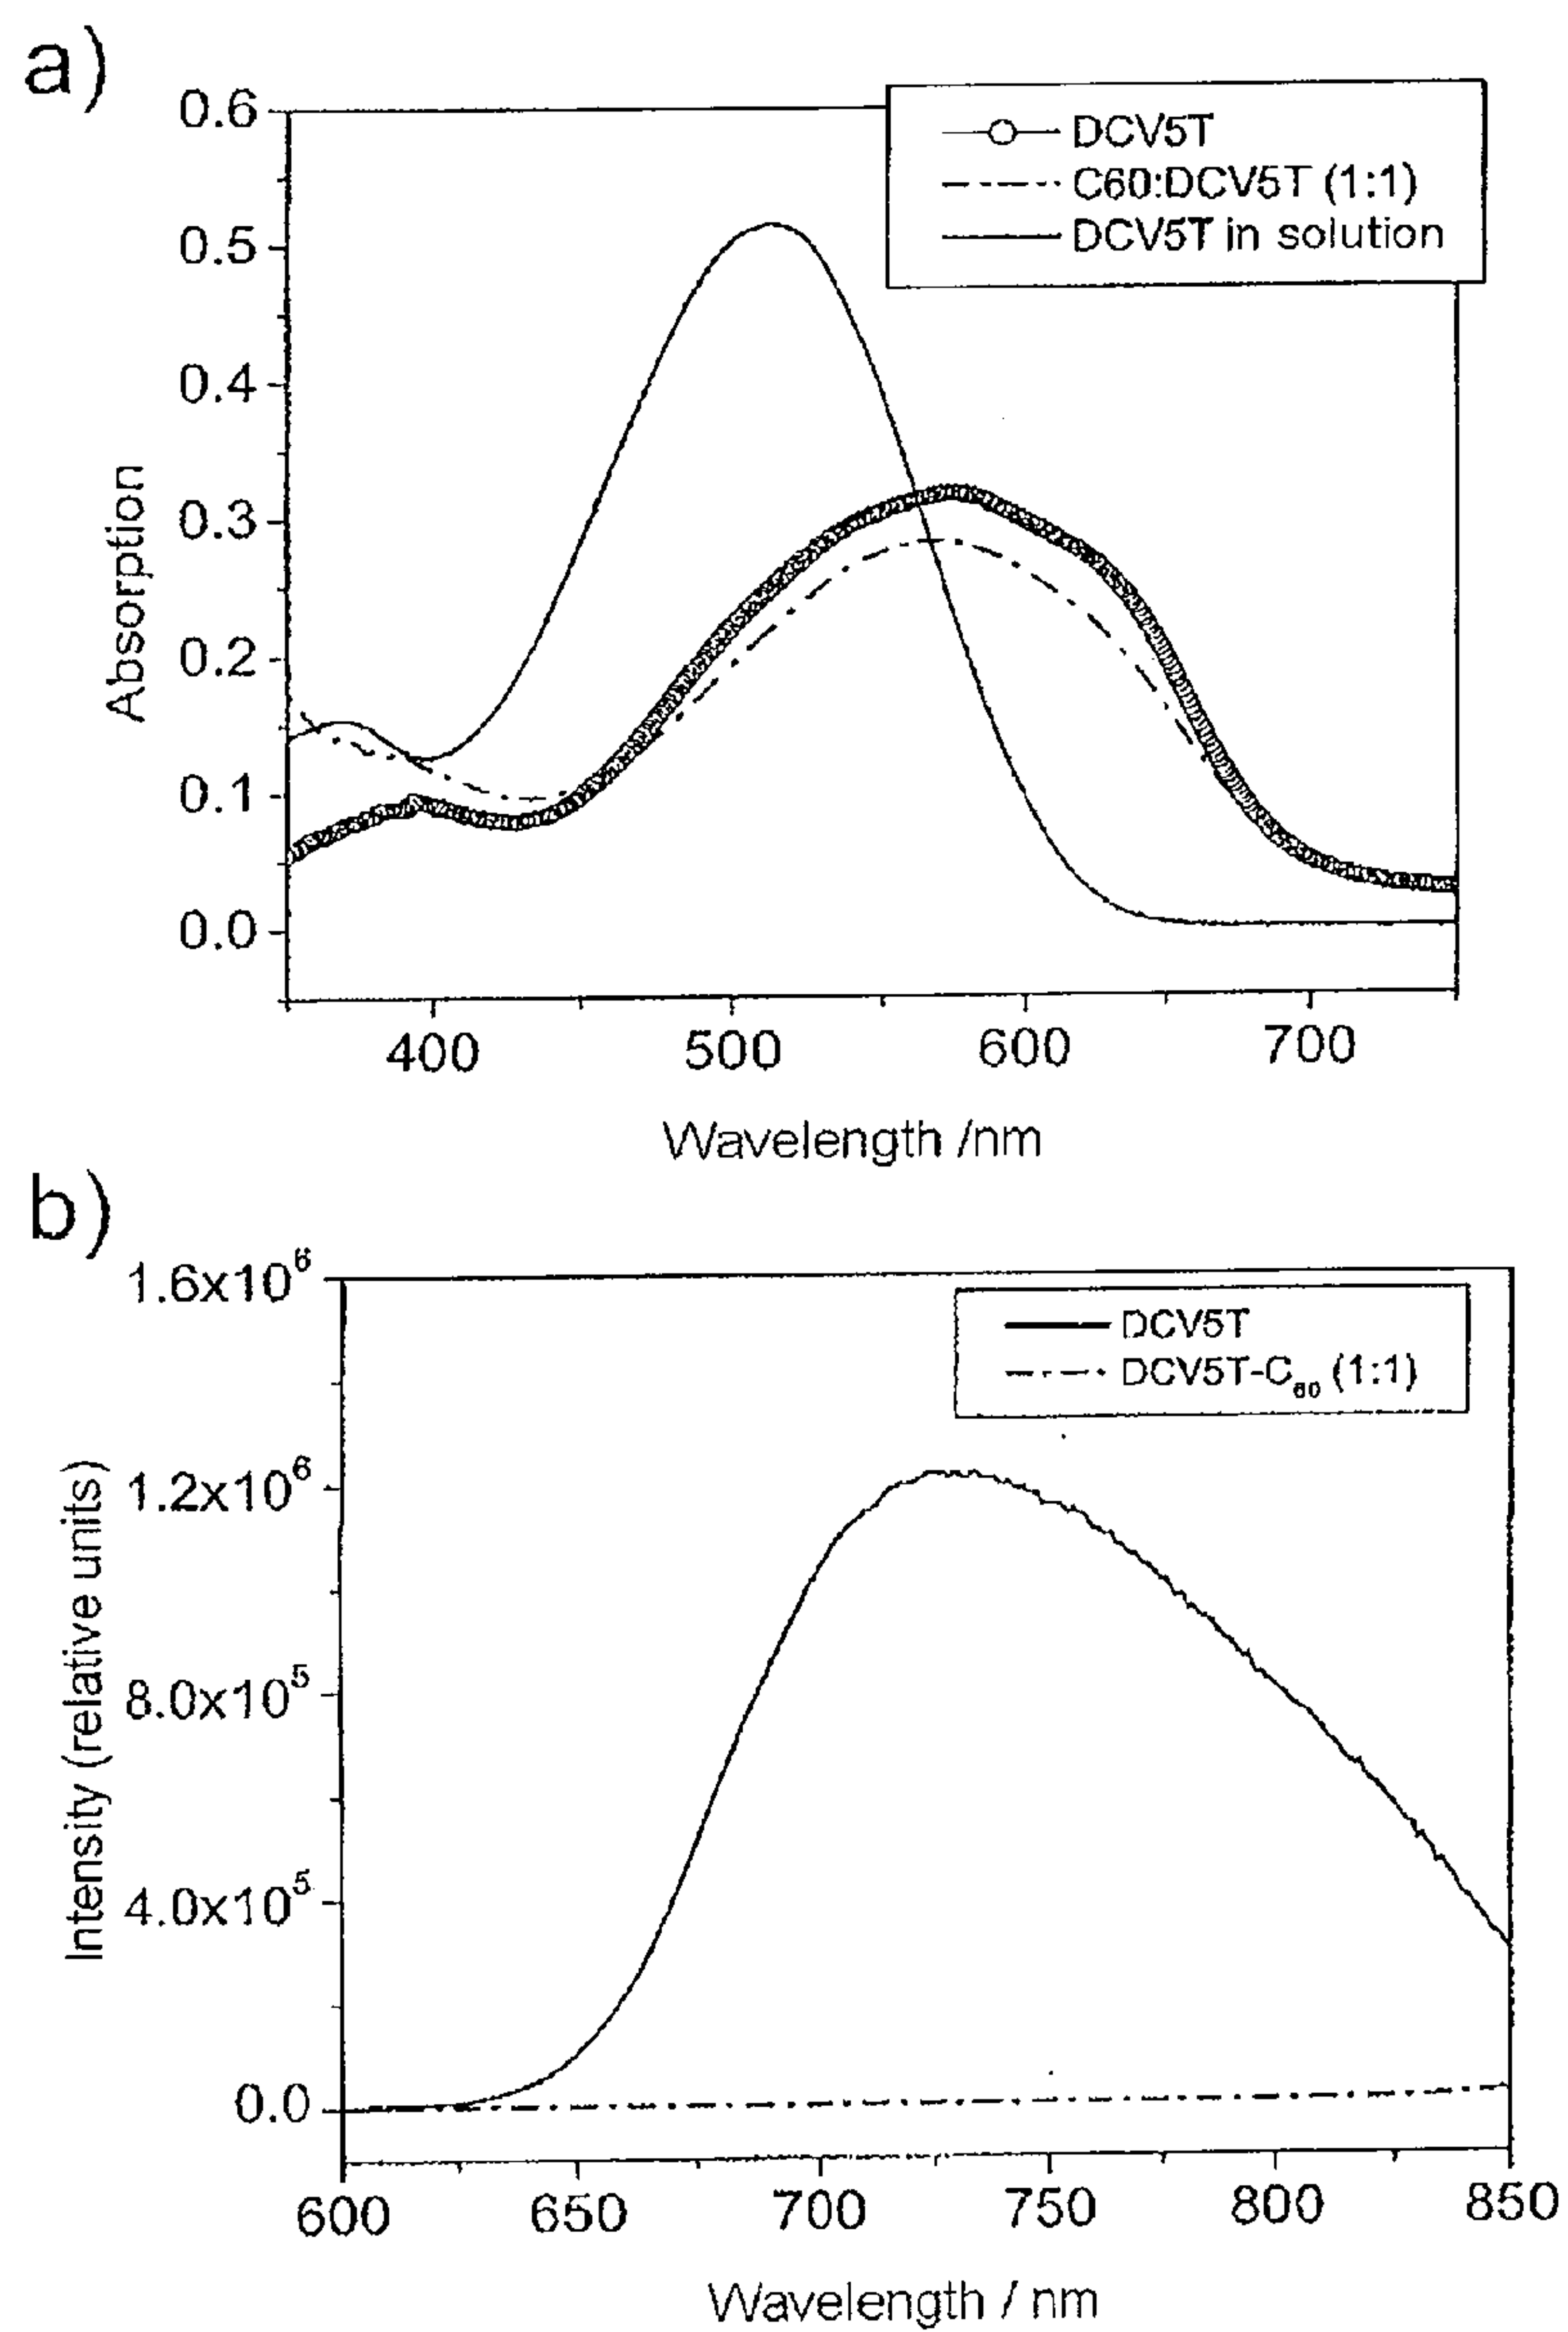 a)
0.6
0.5
0.4
0.3
0.2
0.1
0.0
Absorption
DCV5T
C60:DCV5T (1:1)
DCV5T in solution
400 500 600 700
Wavelength /nm
b)
1.6x10⁶
1.2x10⁶
8.0x10⁵
4.0x10⁵
0.0
Intensity (relative units)
DCV5T
DCV5T-C₆₀ (1:1)
600 650 700 750 800 850
Wavelength / nm